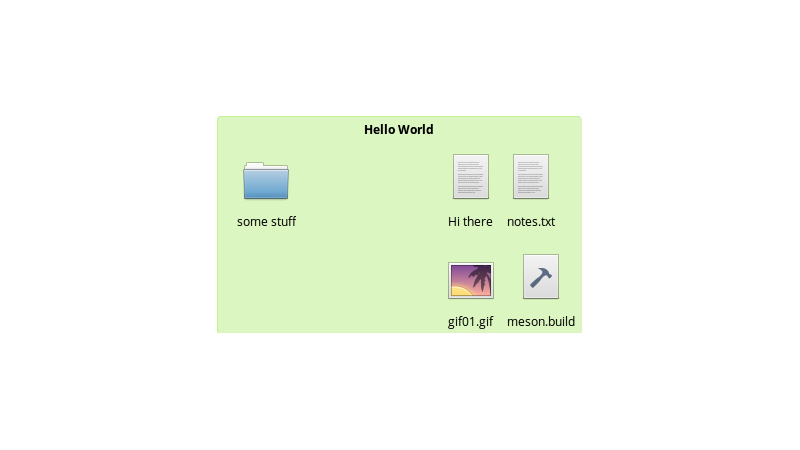 Hello World
some stuff
Hi there
notes.txt
gif01.gif
meson.build